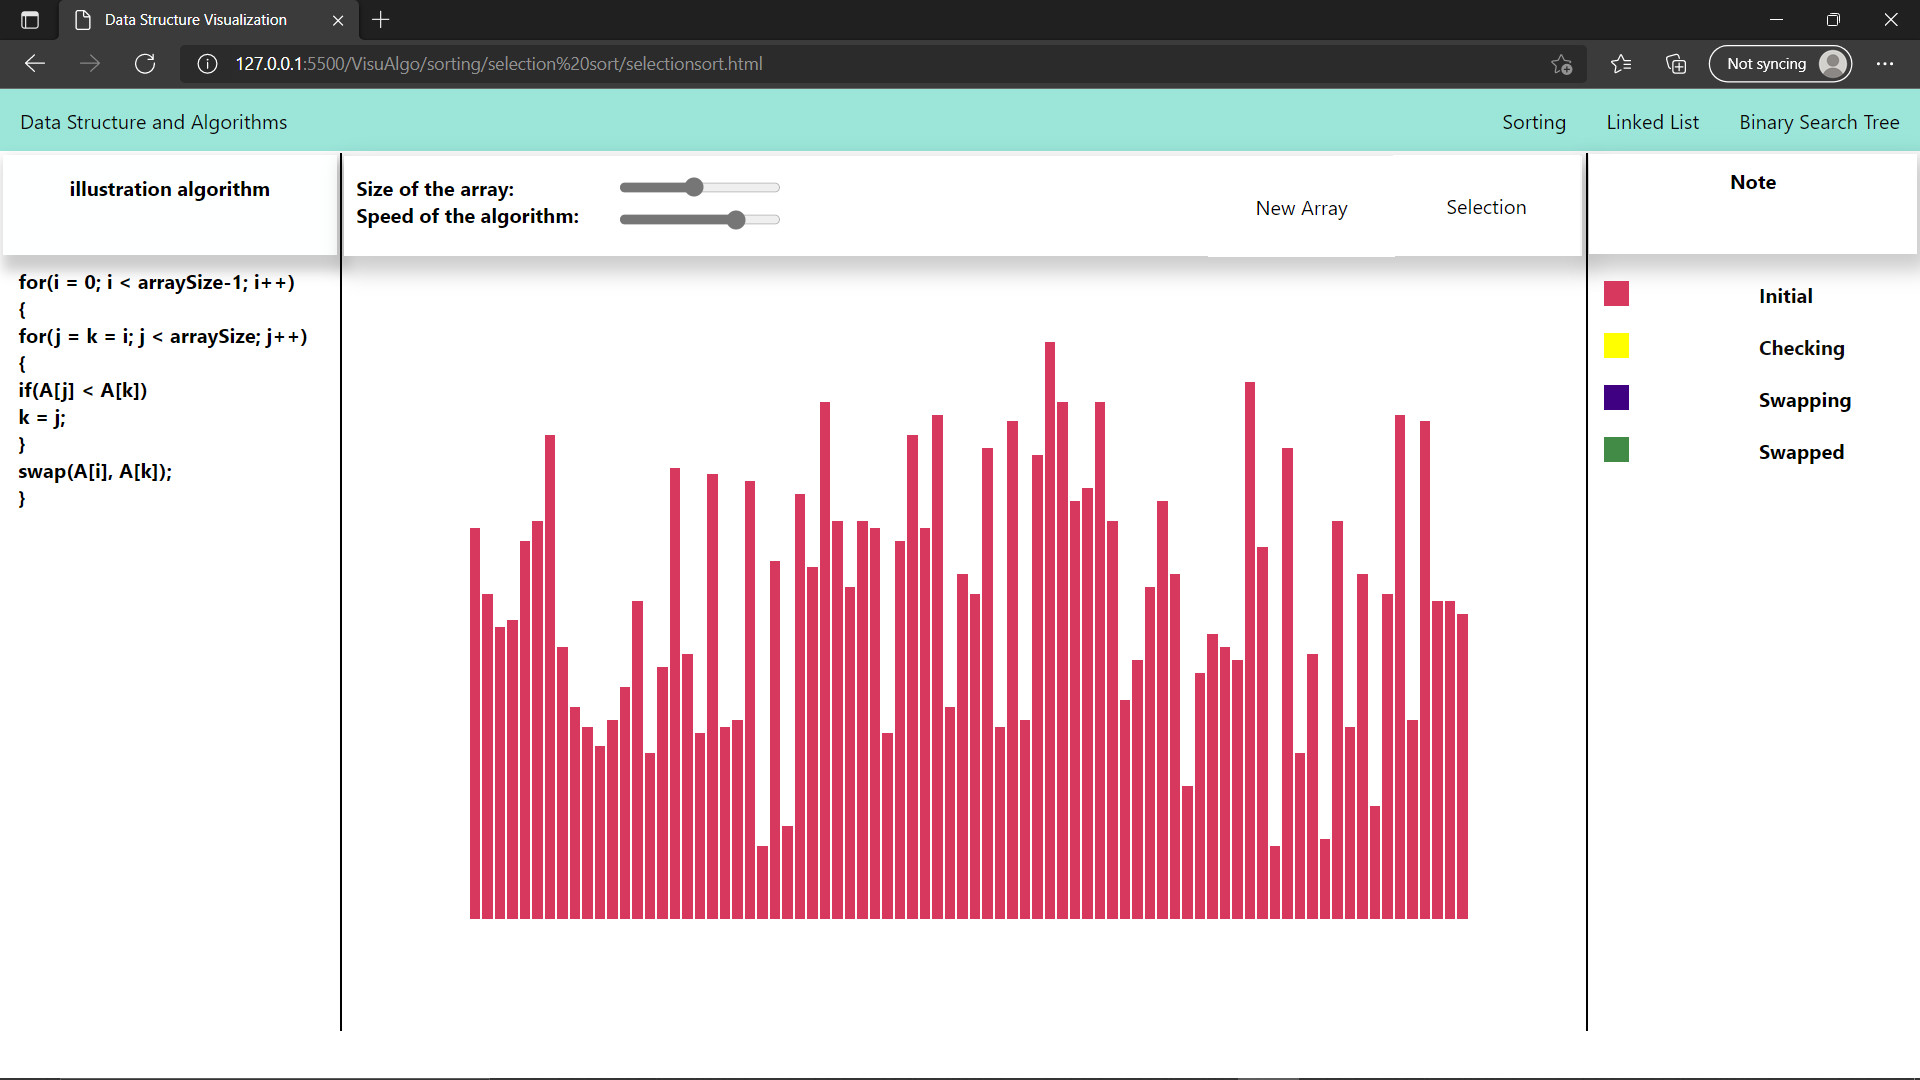 Data Structure Visualization
127.0.0.1:5500/VisuAlgo/sorting/selection%20sort/selectionsort.html
Not syncing
Data Structure and Algorithms
Sorting
Linked List
Binary Search Tree
illustration algorithm
Size of the array:
Speed of the algorithm:
New Array
Selection
Note
for(i = 0; i < arraySize-1; i++)
{
for(j = k = i; j < arraySize; j++)
{
if(A[j] < A[k])
k = j;
}
swap(A[i], A[k]);
}
Initial
Checking
Swapping
Swapped